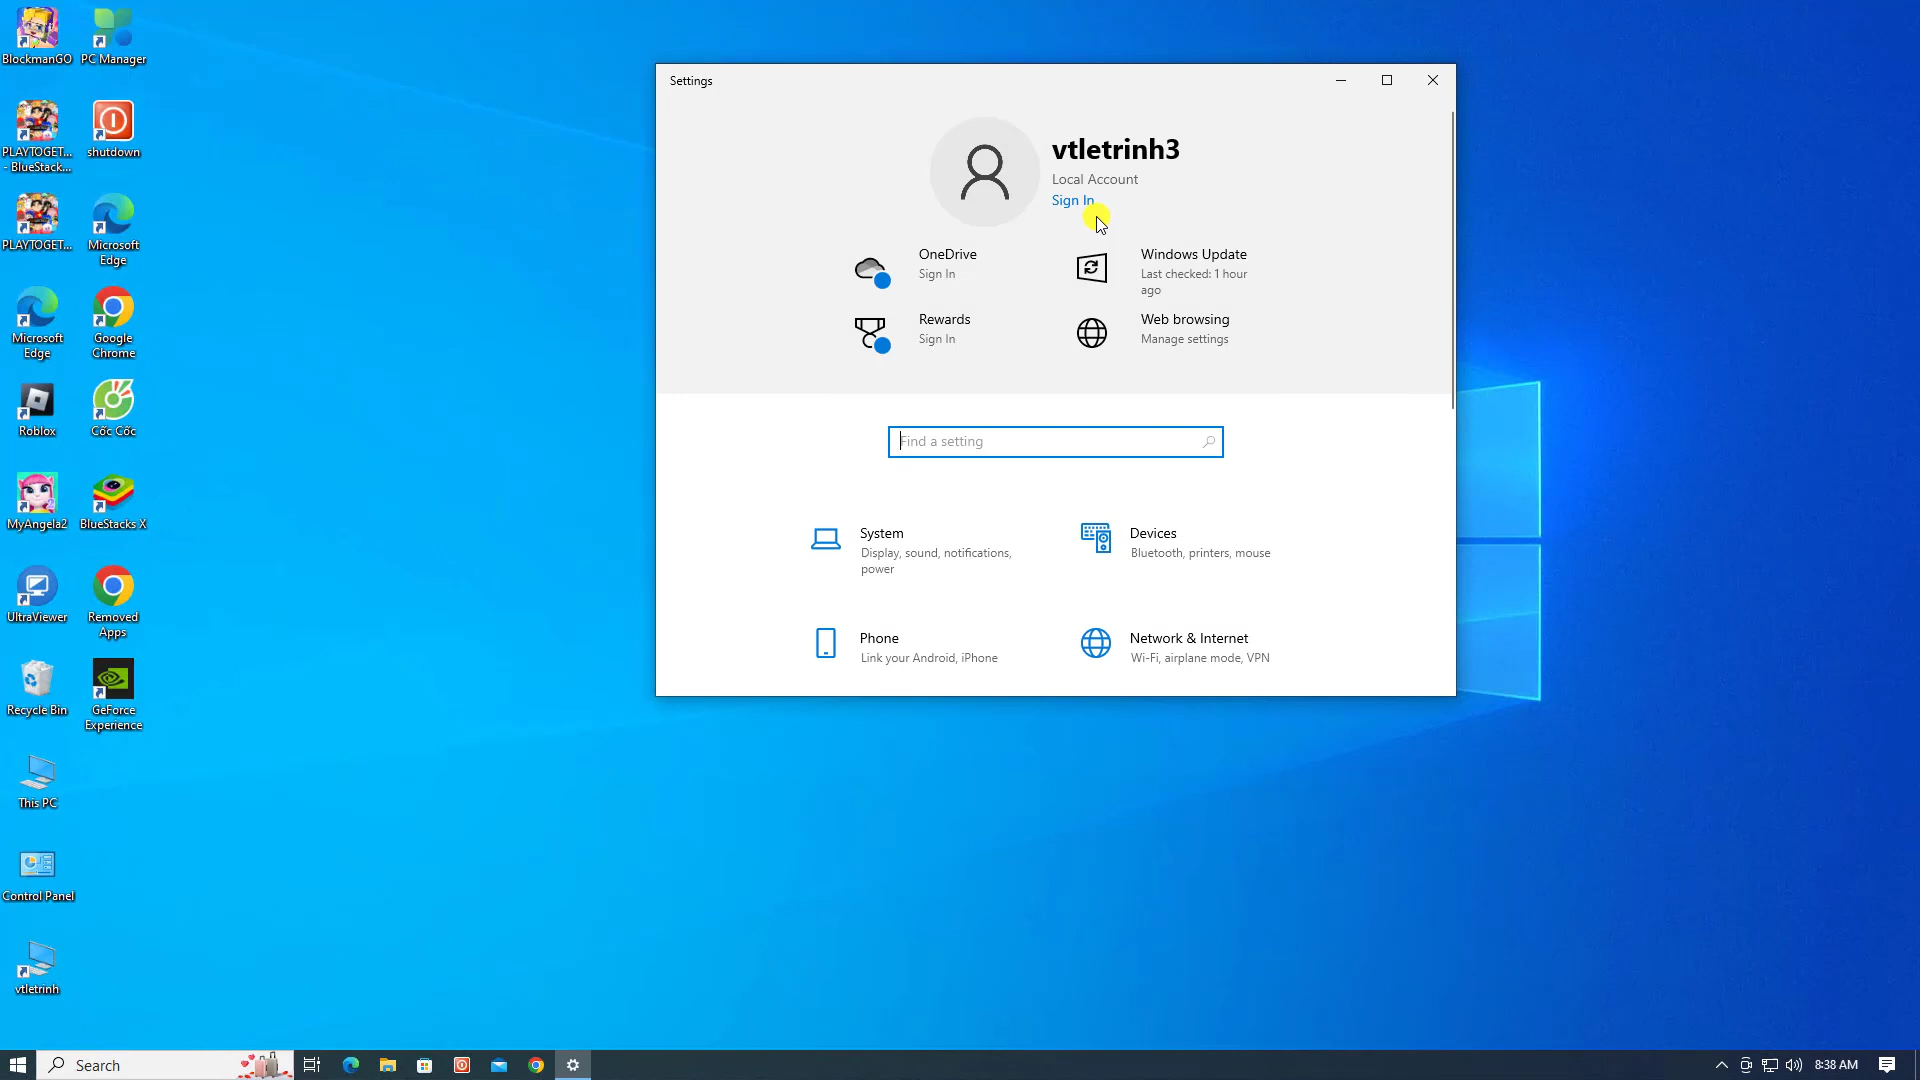 BlockmanGO
PC Manager
PLAYTOGET...
- BlueStack...
shutdown
PLAYTOGET...
Microsoft
Edge
Microsoft
Edge
Google
Chrome
Roblox
Cốc Cốc
MyAngela2
BlueStacks X
UltraViewer
Removed
Apps
Recycle Bin
GeForce
Experience
This PC
Control Panel
vtletrinh
Settings
vtletrinh3
Local Account
Sign In
OneDrive
Sign In
Windows Update
Last checked: 1 hour
ago
Rewards
Sign In
Web browsing
Manage settings
Find a setting
System
Display, sound, notifications,
power
Devices
Bluetooth, printers, mouse
Phone
Link your Android, iPhone
Network & Internet
Wi-Fi, airplane mode, VPN
Search
8:38 AM